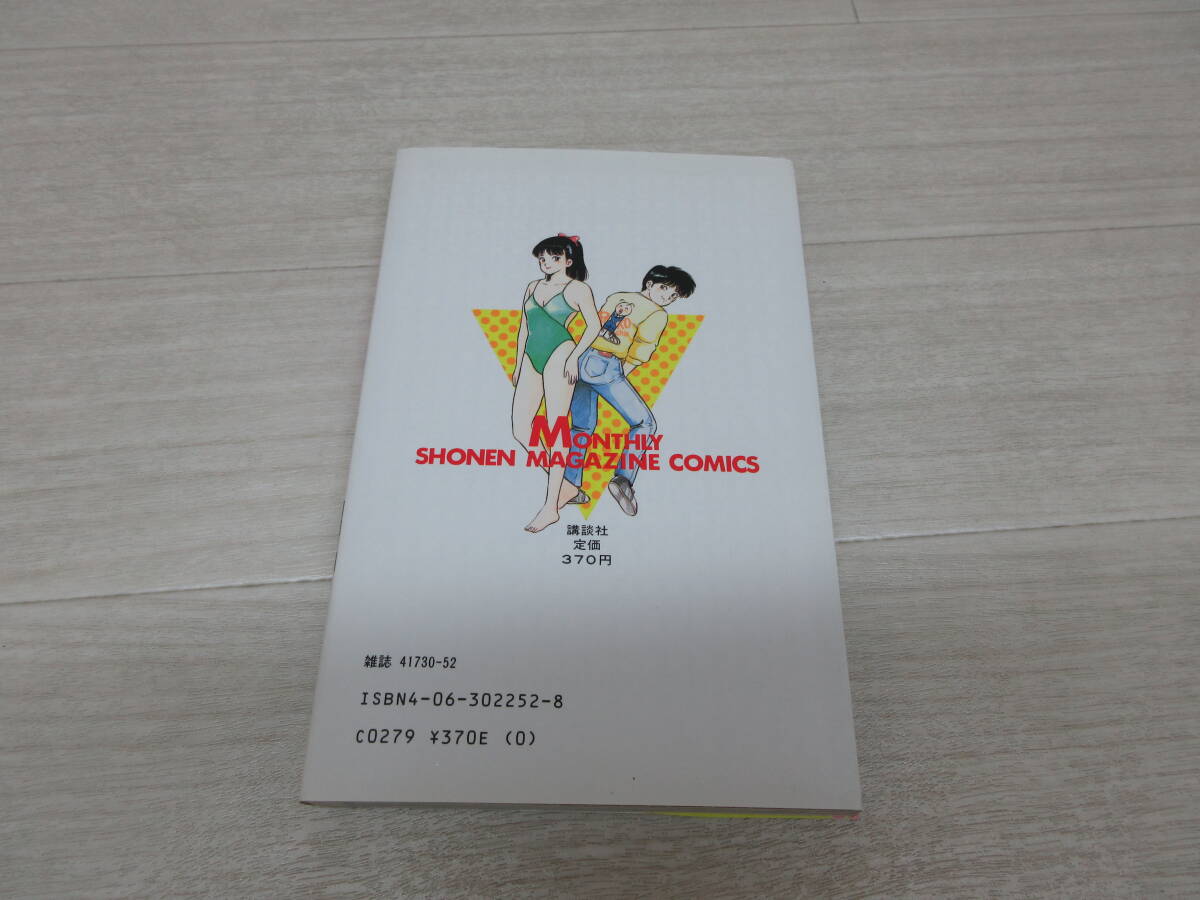 MONTHLY
SHONEN MAGAZINE COMICS
講談社
定価
370円
雑誌 41730-52
ISBN4-06-302252-8
C0279 ¥370E (0)